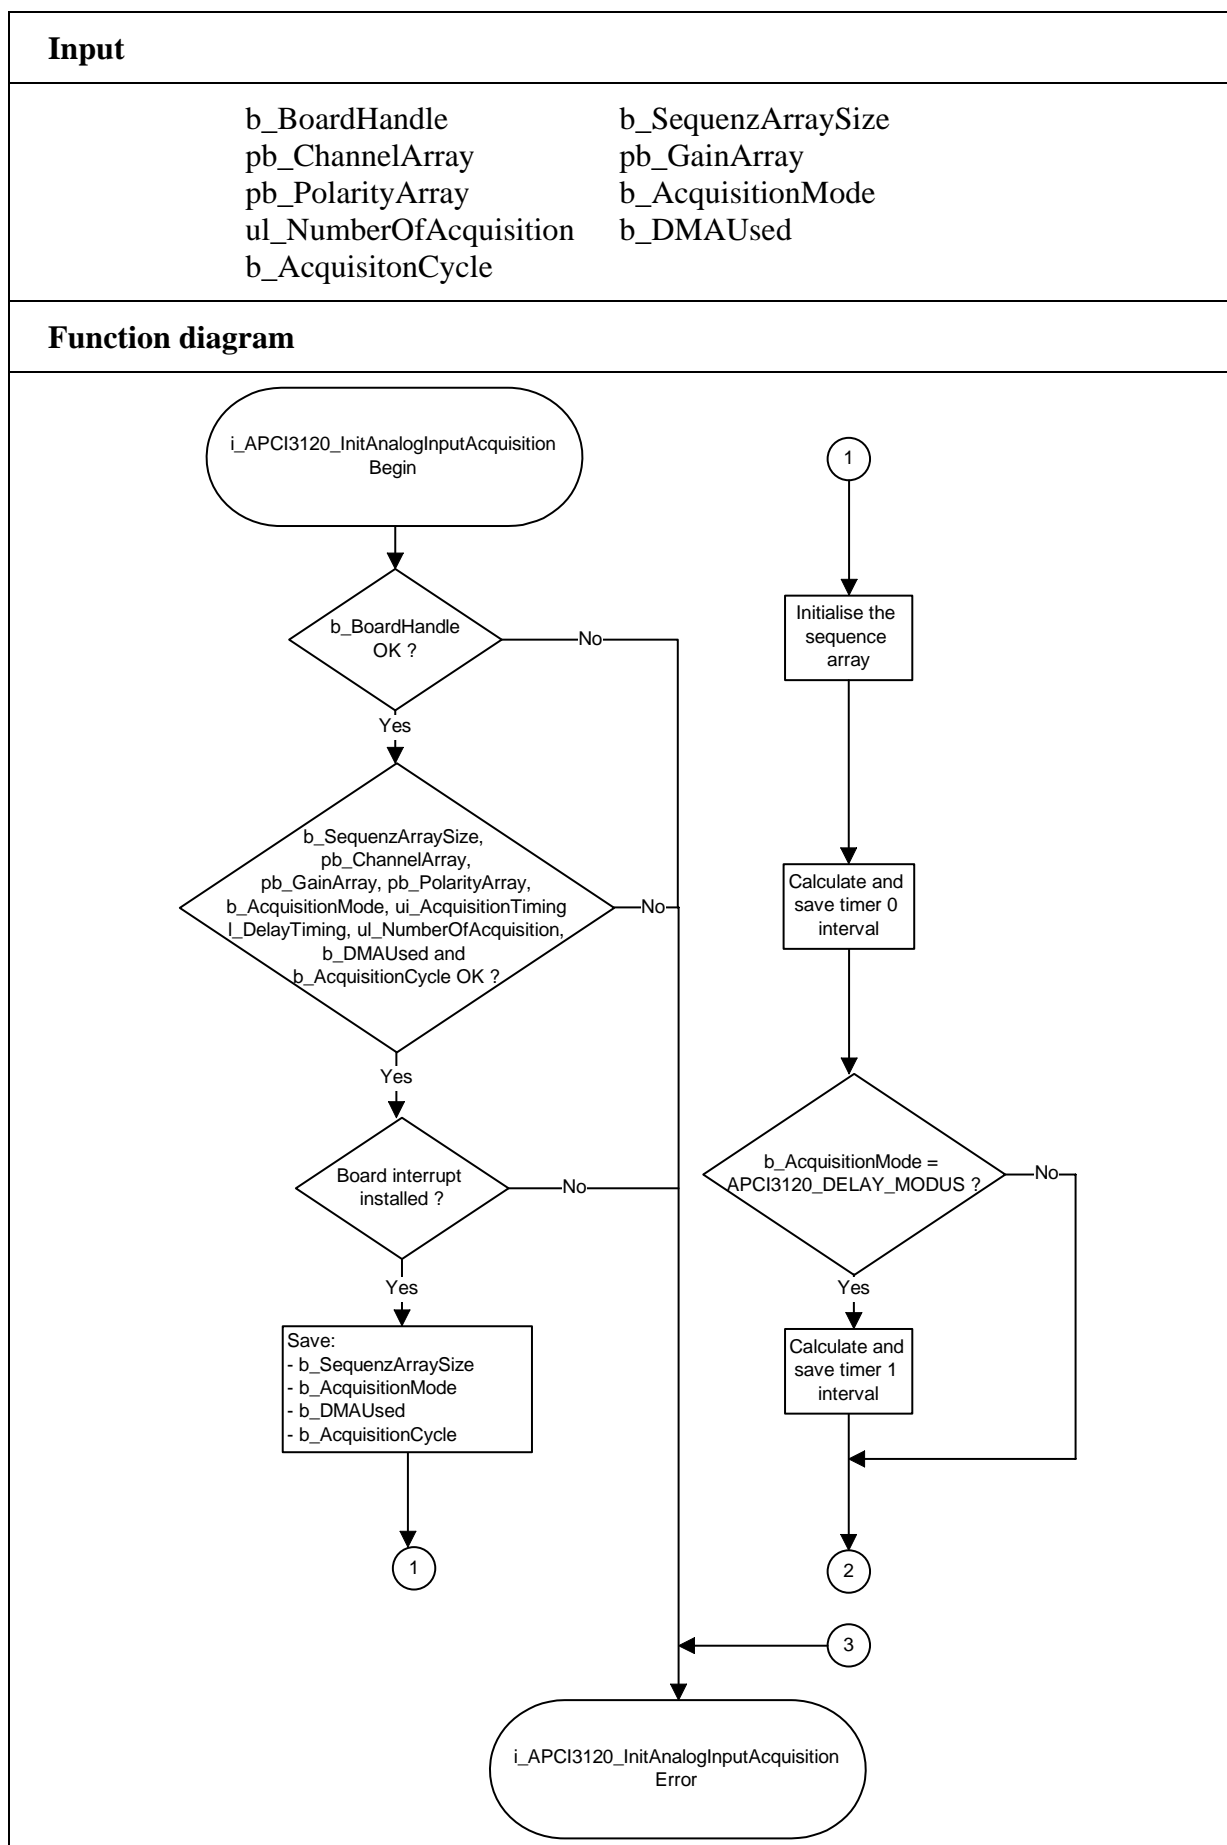 Input
b_BoardHandle b_SequenzArraySize
pb_ChannelArray pb_GainArray
pb_PolarityArray b_AcquisitionMode
ul_NumberOfAcquisition b_DMAUsed
b_AcquisitonCycle
Function diagram
i_APCI3120_InitAnalogInputAcquisition
Begin
b_BoardHandle
OK ?
No
Yes
b_SequenzArraySize,
pb_ChannelArray,
pb_GainArray, pb_PolarityArray,
b_AcquisitionMode, ui_AcquisitionTiming
l_DelayTiming, ul_NumberOfAcquisition,
b_DMAUsed and
b_AcquisitionCycle OK ?
No
Yes
Board interrupt
installed ?
No
Yes
Save:
- b_SequenzArraySize
- b_AcquisitionMode
- b_DMAUsed
- b_AcquisitionCycle
1
1
Initialise the
sequence
array
Calculate and
save timer 0
interval
b_AcquisitionMode =
APCI3120_DELAY_MODUS ?
No
Yes
Calculate and
save timer 1
interval
2
3
i_APCI3120_InitAnalogInputAcquisition
Error